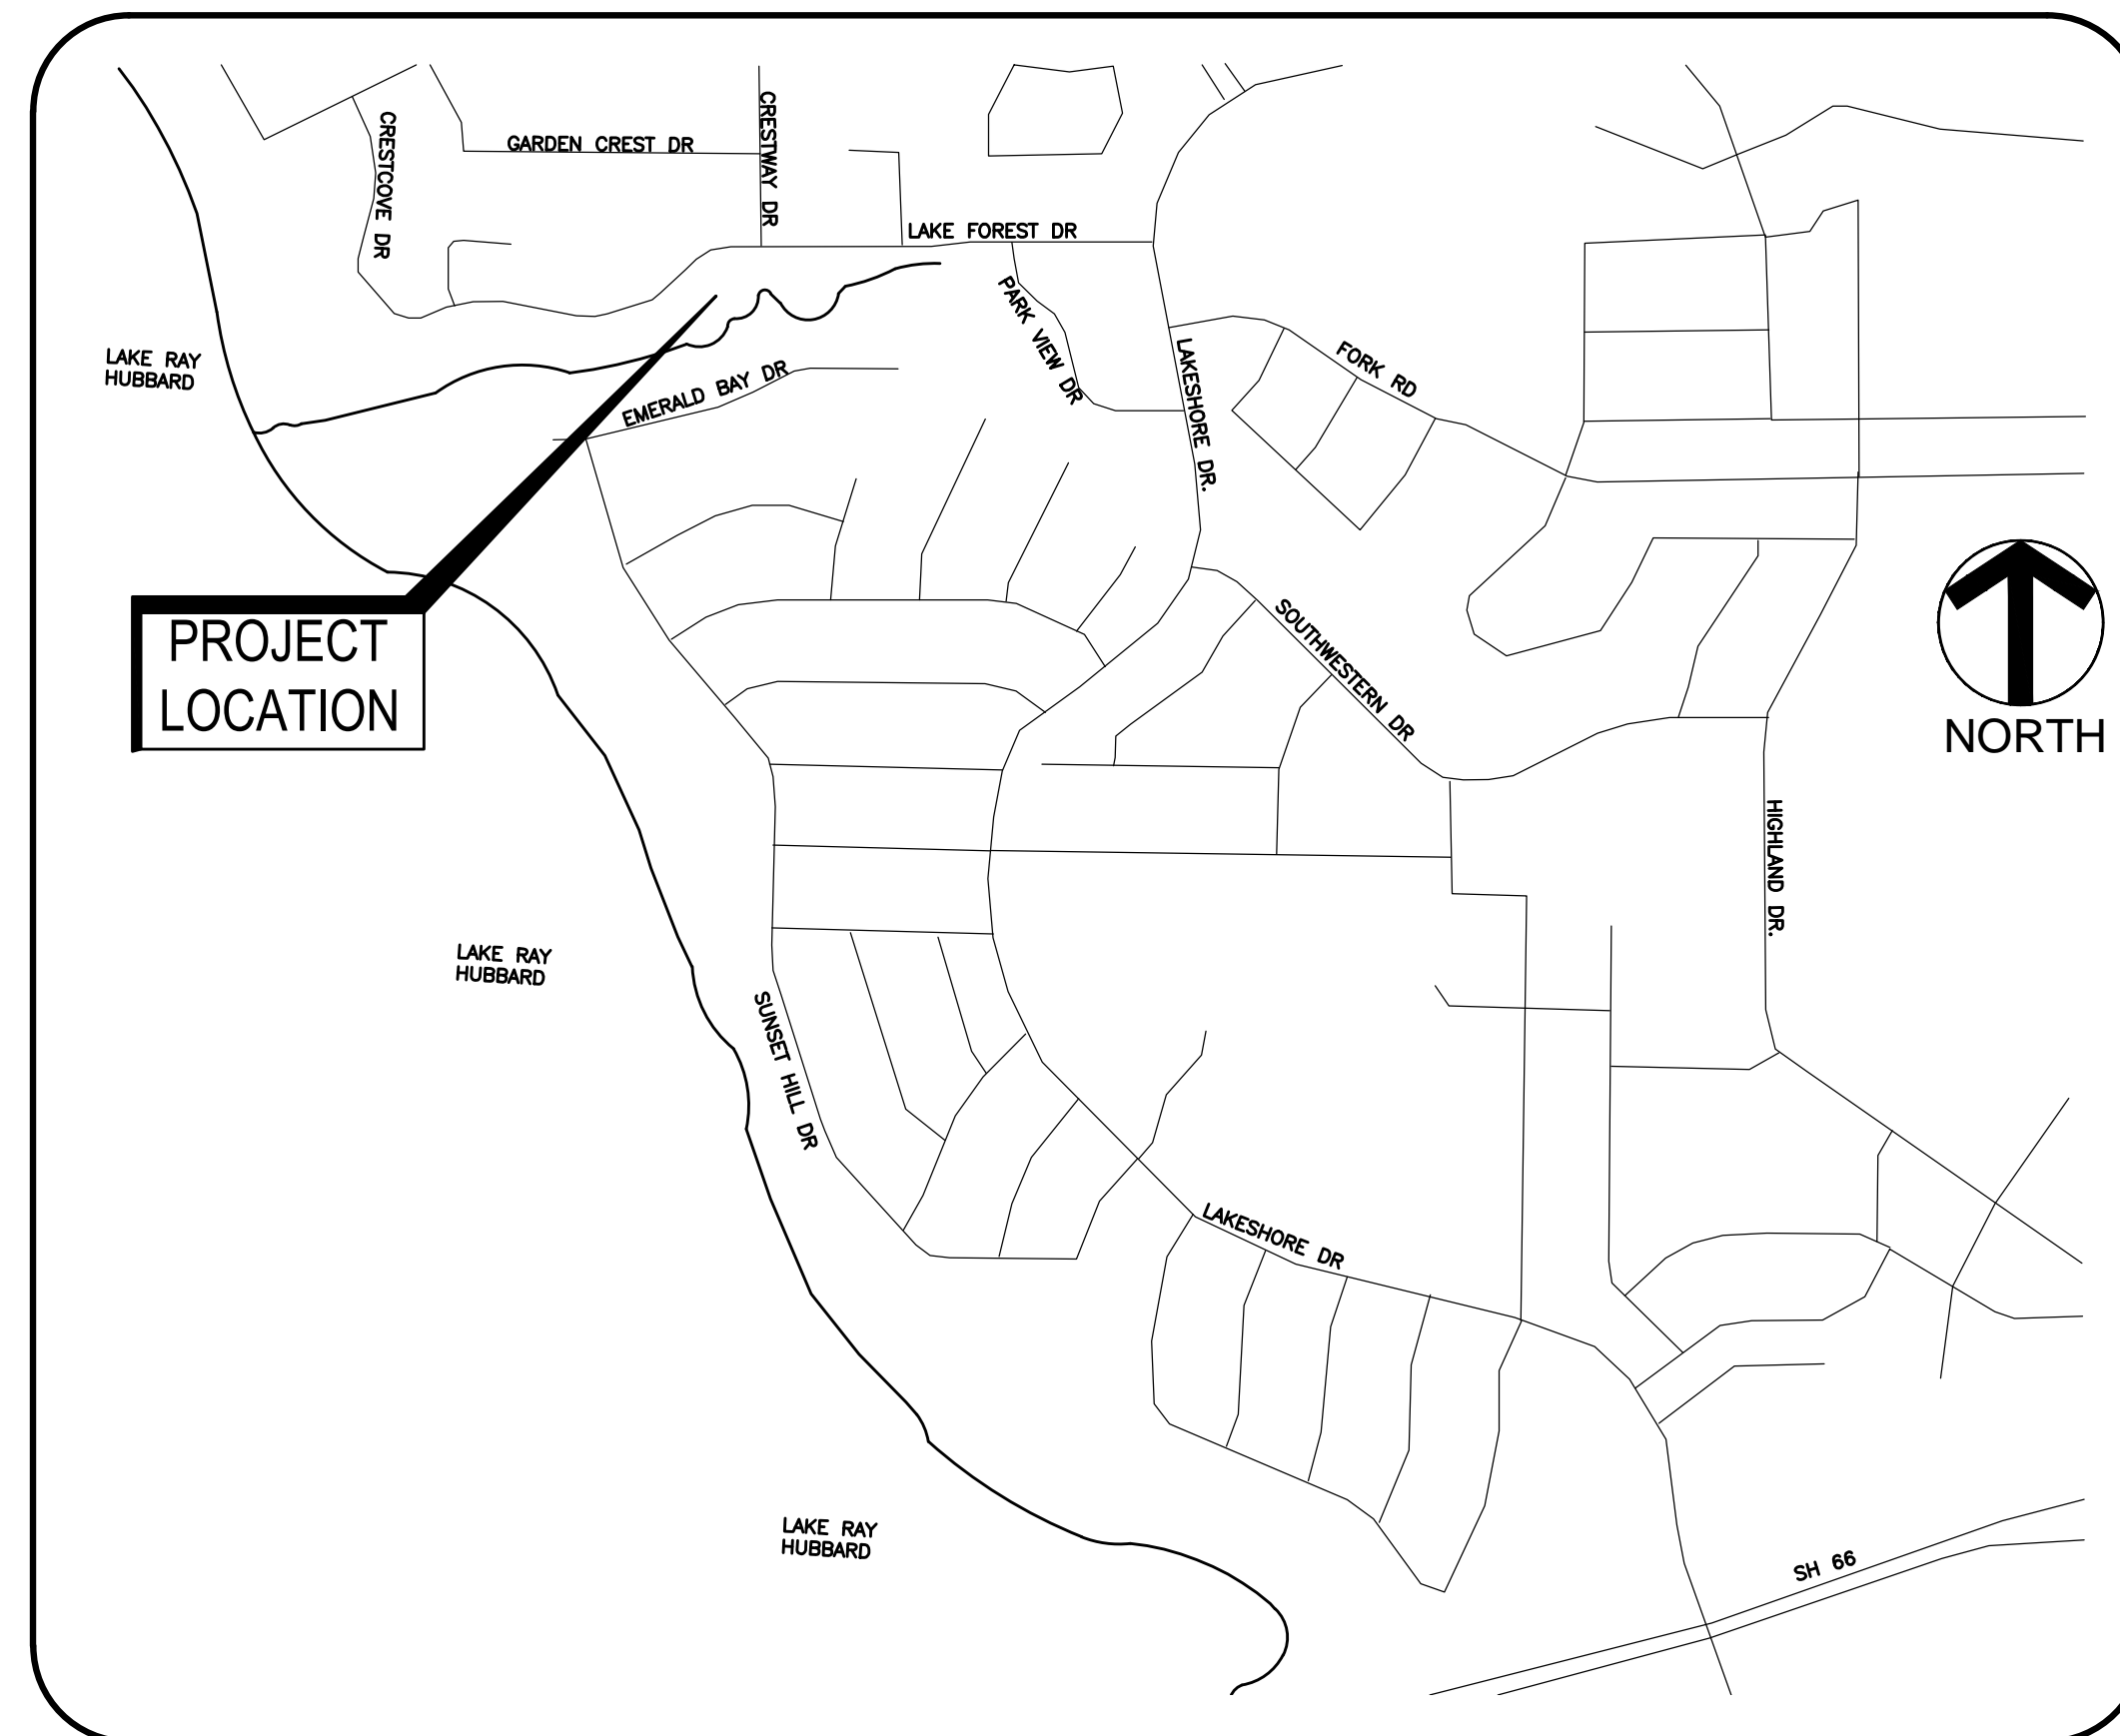 CRESTCOVE DR
GARDEN CREST DR
CRESTWAY DR
LAKE FOREST DR
PARK VIEW DR
LAKESHORE DR.
FORK RD
LAKE RAY
HUBBARD
EMERALD BAY DR
PROJECT
LOCATION
SOUTHWESTERN DR
NORTH
HIGHLAND DR.
LAKE RAY
HUBBARD
SUNSET HILL DR
LAKESHORE DR
LAKE RAY
HUBBARD
SH 66